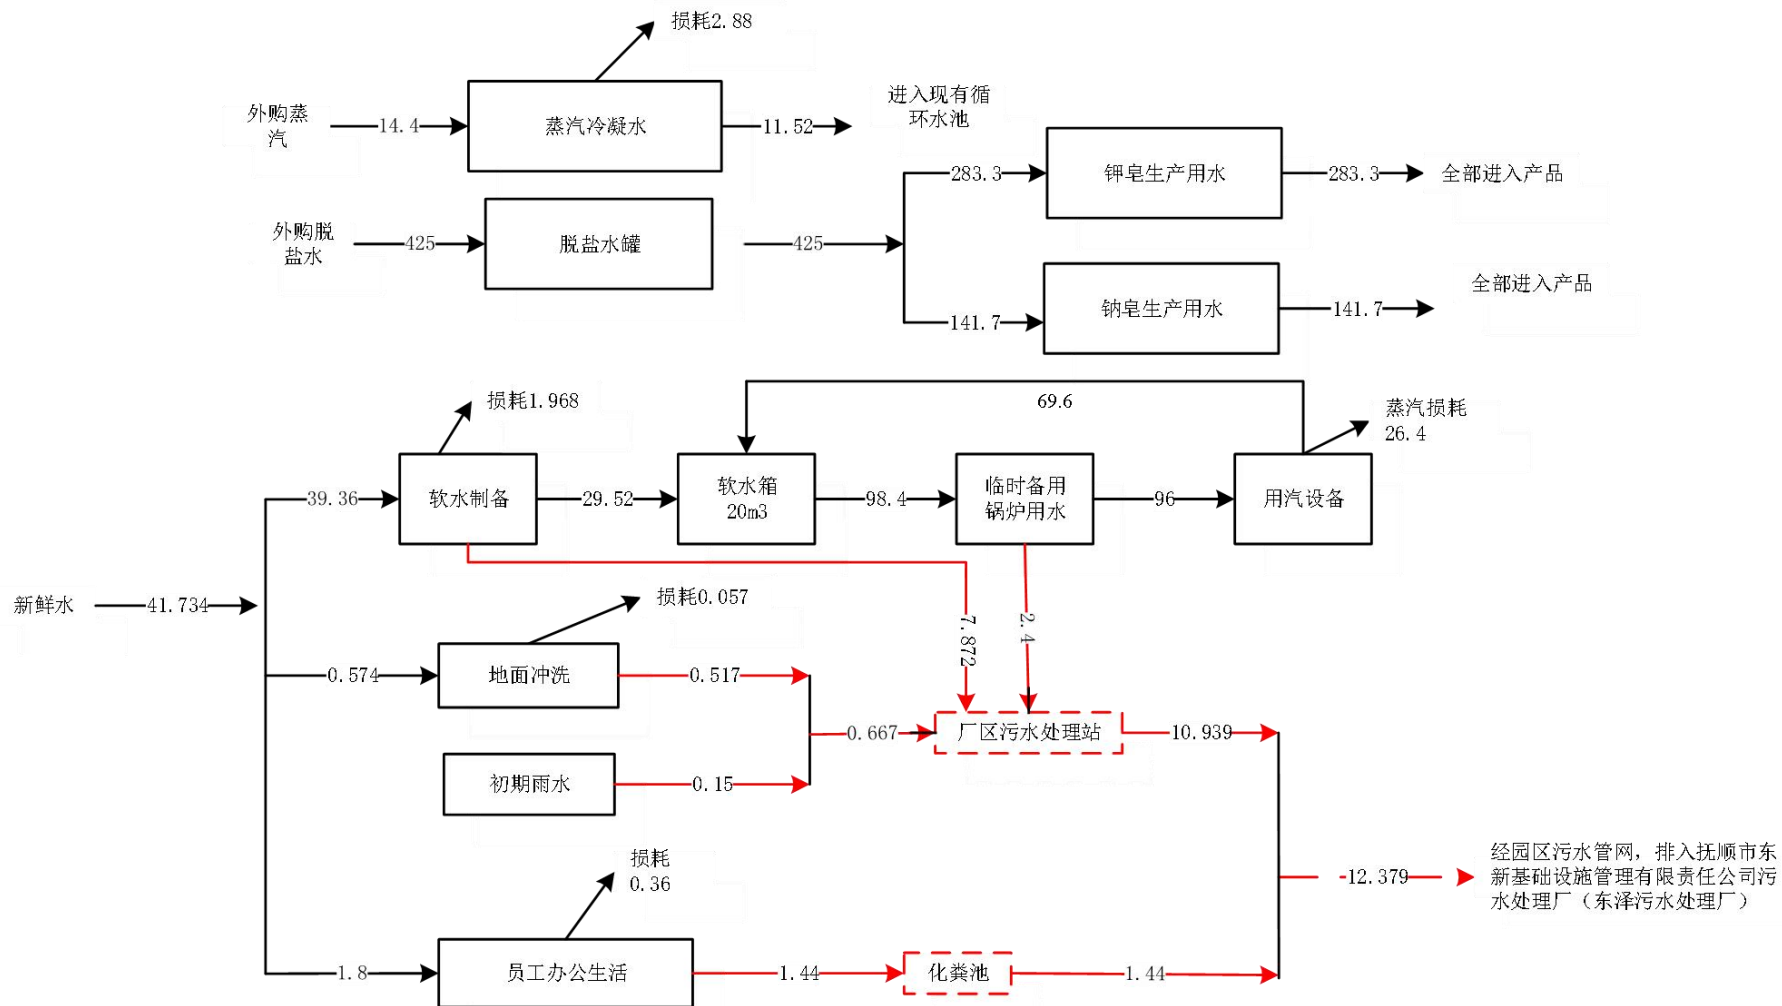 损耗2.88
外购蒸
汽
14.4
蒸汽冷凝水
11.52
进入现有循
环水池
外购脱
盐水
425
脱盐水罐
425
283.3
钾皂生产用水
283.3
全部进入产品
141.7
钠皂生产用水
141.7
全部进入产品
损耗1.968
69.6
蒸汽损耗
26.4
39.36
软水制备
29.52
软水箱
20m3
98.4
临时备用
锅炉用水
96
用汽设备
新鲜水
41.734
损耗0.057
7.872
2.4
0.574
地面冲洗
0.517
0.667
厂区污水处理站
10.939
初期雨水
0.15
损耗
0.36
12.379
经园区污水管网，排入抚顺市东
新基础设施管理有限责任公司污
水处理厂（东泽污水处理厂）
1.8
员工办公生活
1.44
化粪池
1.44